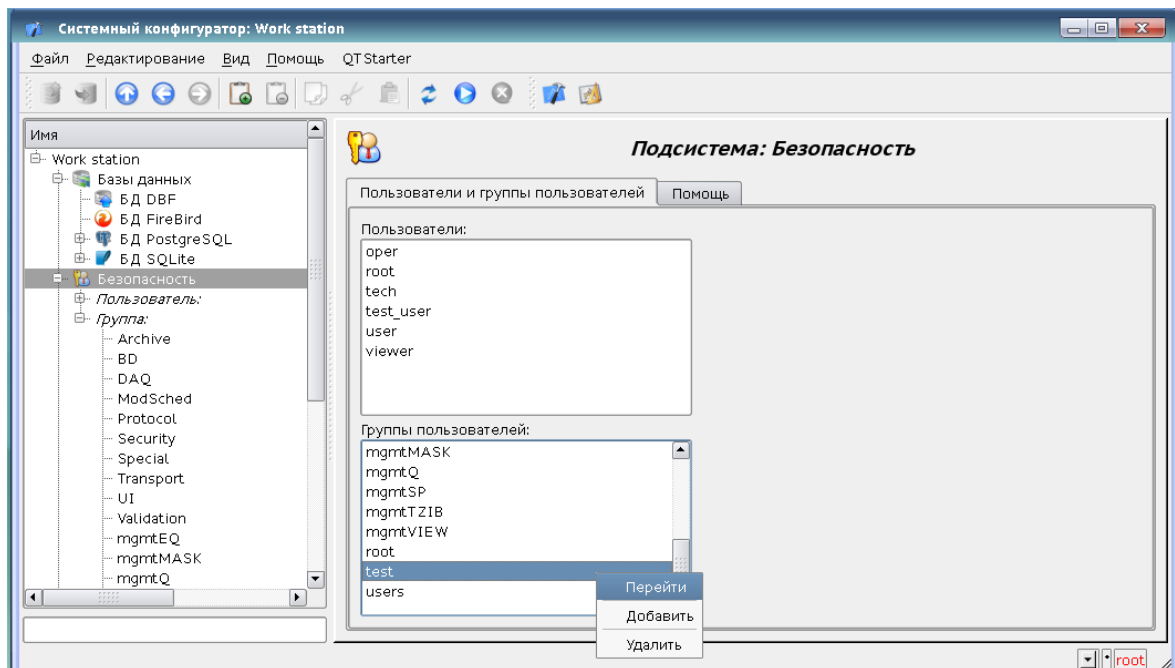 Системный конфигуратор: Work station
Файл Редактирование Вид Помощь QTStarter
Имя
Work station
Базы данных
БД DBF
БД FireBird
БД PostgreSQL
БД SQLite
Безопасность
Пользователь:
Группа:
Archive
BD
DAQ
ModSched
Protocol
Security
Special
Transport
UI
Validation
mgmtEQ
mgmtMASK
mgmtQ
Подсистема: Безопасность
Пользователи и группы пользователей Помощь
Пользователи:
oper
root
tech
test_user
user
viewer
Группы пользователей:
mgmtMASK
mgmtQ
mgmtSP
mgmtTZIB
mgmtVIEW
root
test
users
Перейти
Добавить
Удалить
root